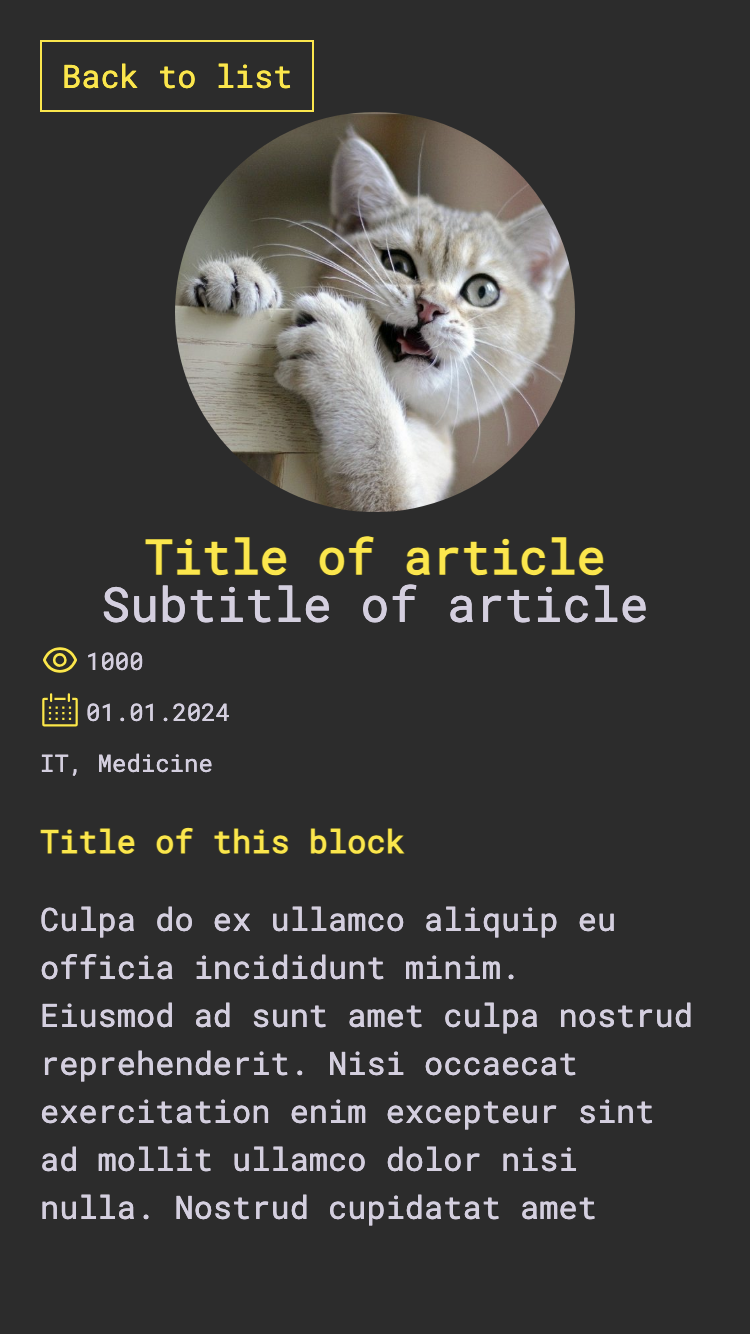 Back to list
Title of article
Subtitle of article
1000
01.01.2024
IT, Medicine
Title of this block
Culpa do ex ullamco aliquip eu
officia incididunt minim.
Eiusmod ad sunt amet culpa nostrud
reprehenderit. Nisi occaecat
exercitation enim excepteur sint
ad mollit ullamco dolor nisi
nulla. Nostrud cupidatat amet